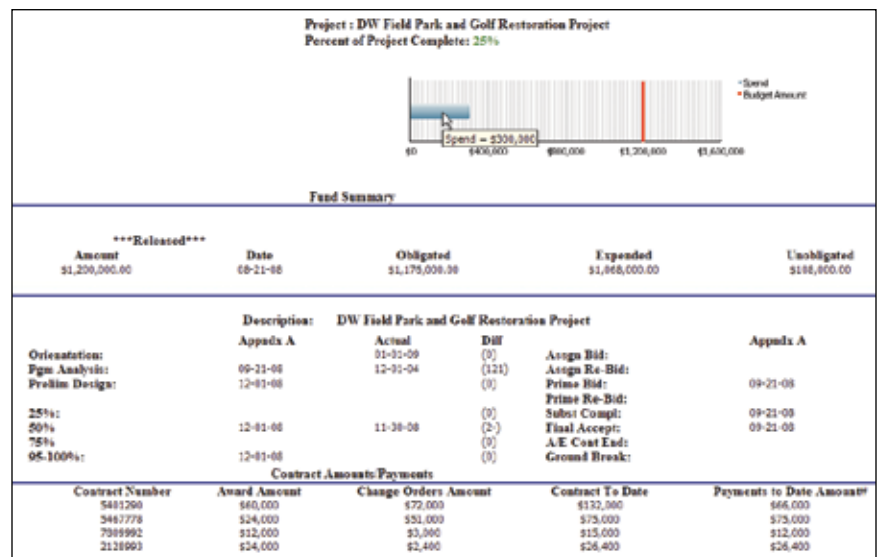 Project : DW Field Park and Golf Restoration Project
Percent of Project Complete: 25%
Spend
Budget Amount
Spend = $300,000
$0 $400,000 $800,000 $1,200,000 $1,600,000
Fund Summary
***Released***
Amount Date Obligated Expended Unobligated
$1,200,000.00 08-21-08 $1,175,000.00 $1,068,000.00 $108,000.00
Description: DW Field Park and Golf Restoration Project
Appndx A Actual Diff Appndx A
Orienatation: 01-01-09 (0) Assgn Bid:
Pgm Analysis: 09-21-08 12-01-04 (121) Assgn Re-Bid:
Prelim Design: 12-01-08 (0) Prime Bid: 09-21-08
Prime Re-Bid:
25%: (0) Subst Compl: 09-21-08
50% 12-01-08 11-30-08 (2-) Final Accept: 09-21-08
75% (0) A/E Cont End:
95-100%: 12-01-08 (0) Ground Break:
Contract Amounts/Payments
Contract Number Award Amount Change Orders Amount Contract To Date Payments to Date Amount#
5401290 $60,000 $72,000 $132,000 $66,000
5467778 $24,000 $51,000 $75,000 $75,000
$12,000 $3,000 $15,000 $12,000
$24,000 $2,400 $26,400 $26,400